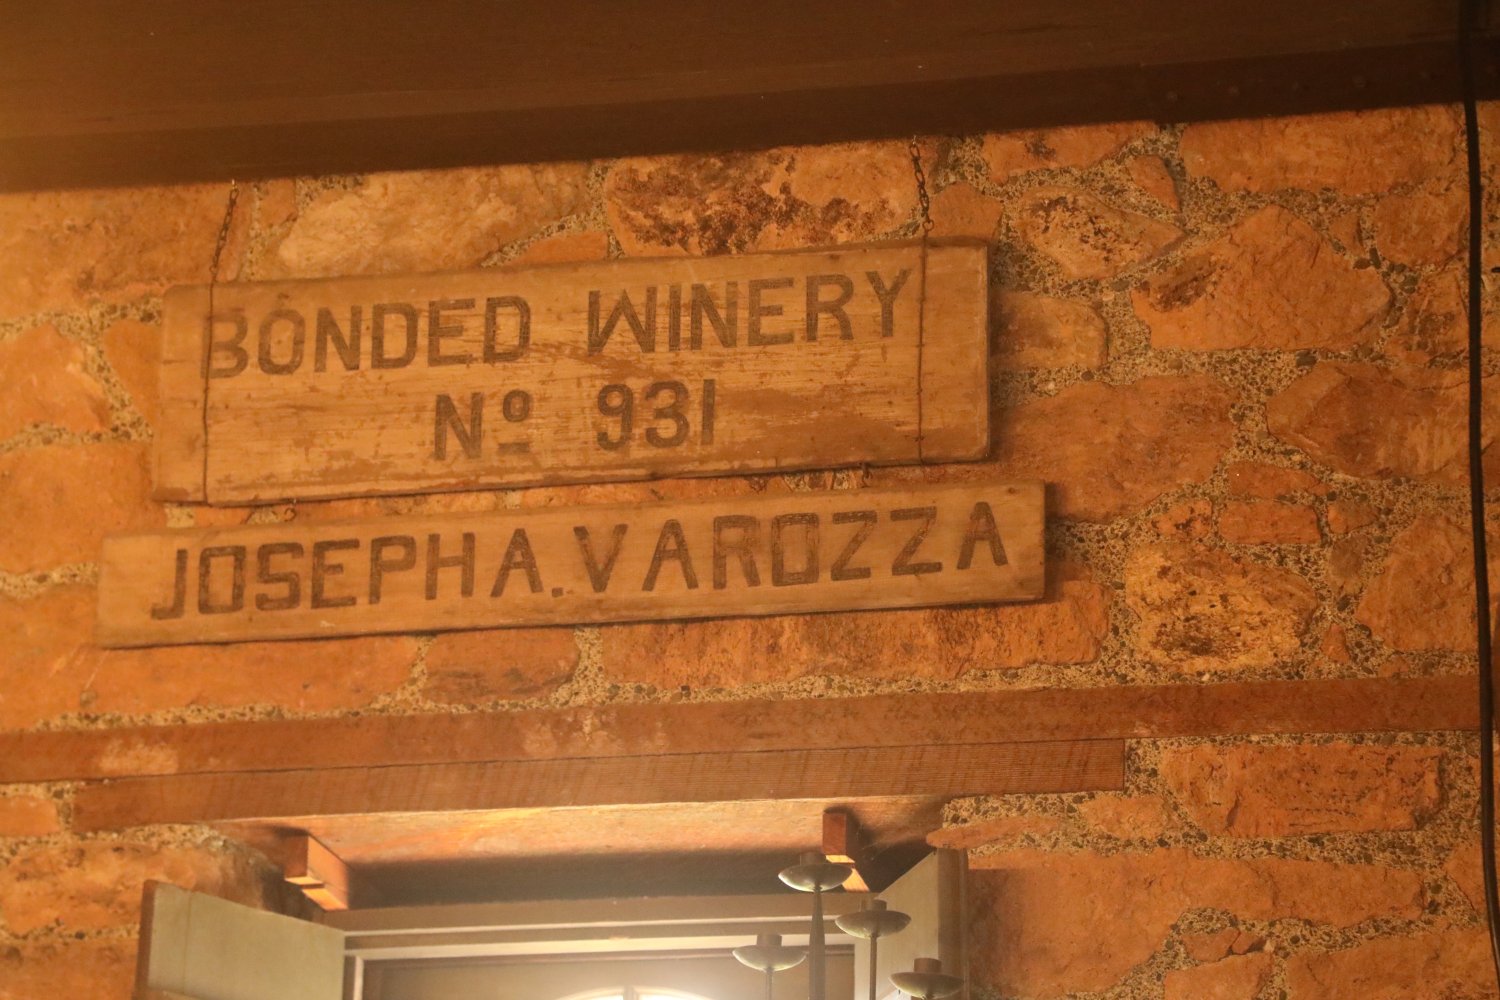 BONDED WINERY
Nº 931
JOSEPH A. VAROZZA